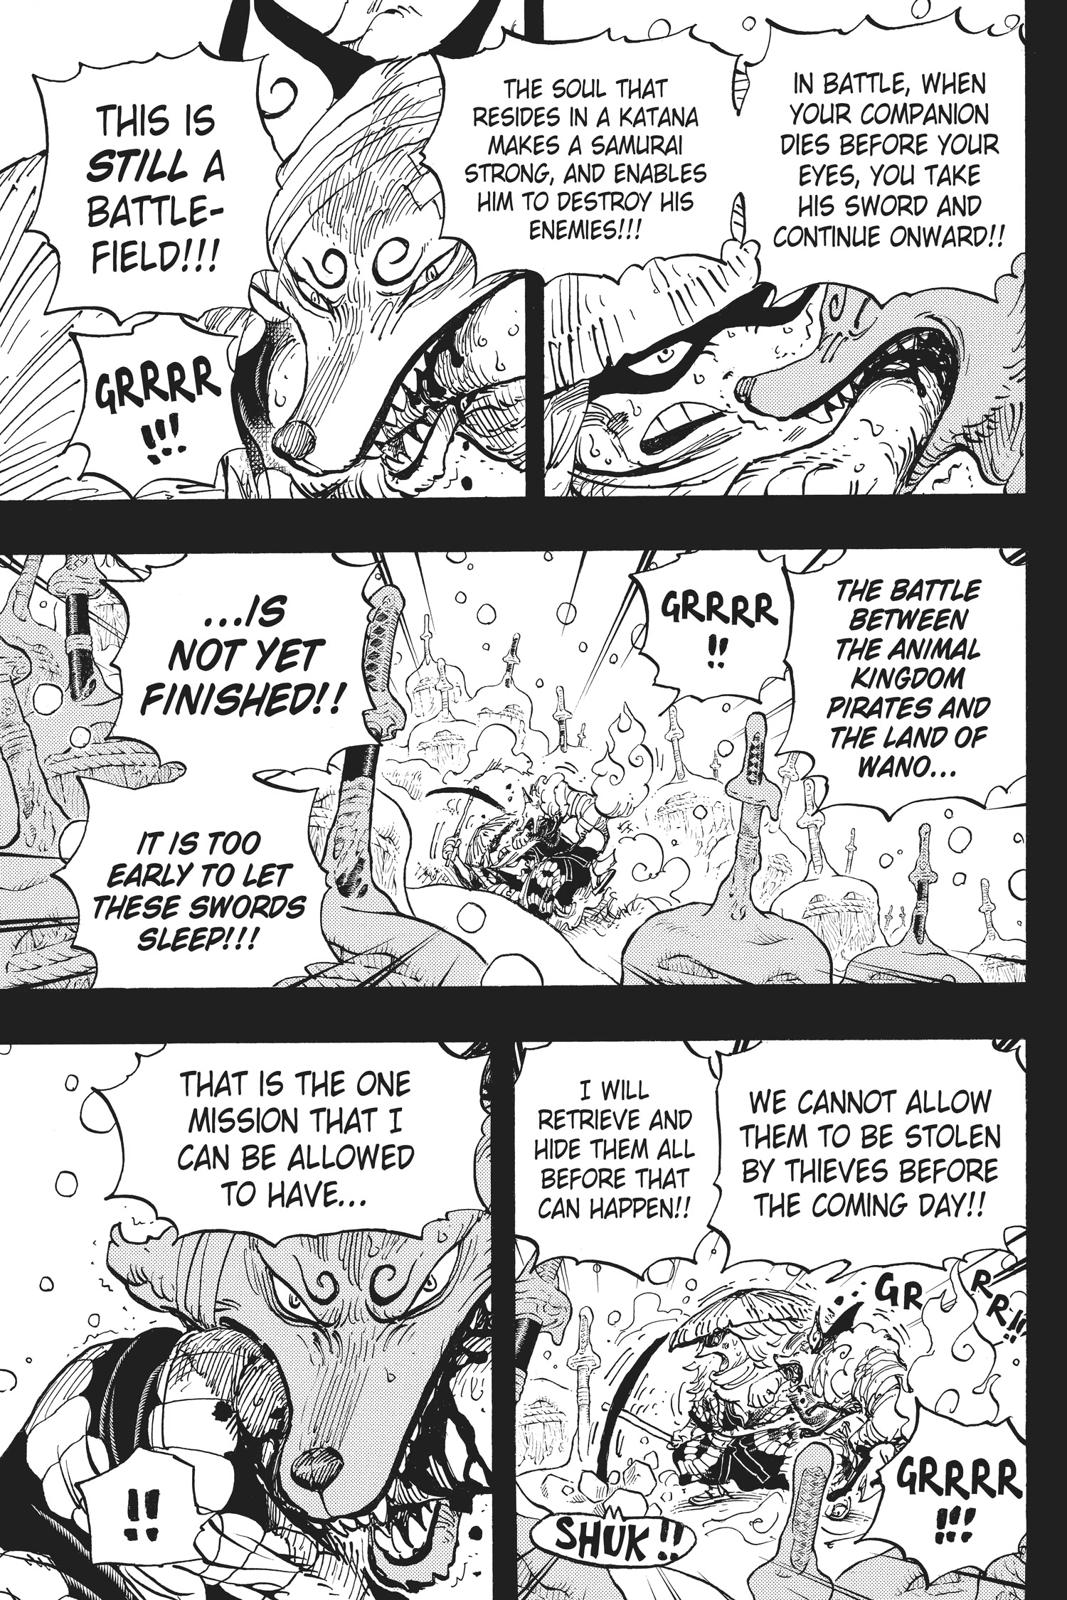 IN BATTLE, WHEN
YOUR COMPANION
DIES BEFORE YOUR
EYES, YOU TAKE
HIS SWORD AND
CONTINUE ONWARD!!
THE SOUL THAT
RESIDES IN A KATANA
MAKES A SAMURAI
STRONG, AND ENABLES
HIM TO DESTROY HIS
ENEMIES!!!
THIS IS
STILL A
BATTLE-
FIELD!!!
GRRRR
!!!
THE BATTLE
BETWEEN
THE ANIMAL
KINGDOM
PIRATES AND
THE LAND OF
WANO...
GRRRR
!!
...IS
NOT YET
FINISHED!!
IT IS TOO
EARLY TO LET
THESE SWORDS
SLEEP!!!
WE CANNOT ALLOW
THEM TO BE STOLEN
BY THIEVES BEFORE
THE COMING DAY!!
I WILL
RETRIEVE AND
HIDE THEM ALL
BEFORE THAT
CAN HAPPEN!!
GRRR!!
GRRRR
!!!
SHUK!!
THAT IS THE ONE
MISSION THAT I
CAN BE ALLOWED
TO HAVE...
!!